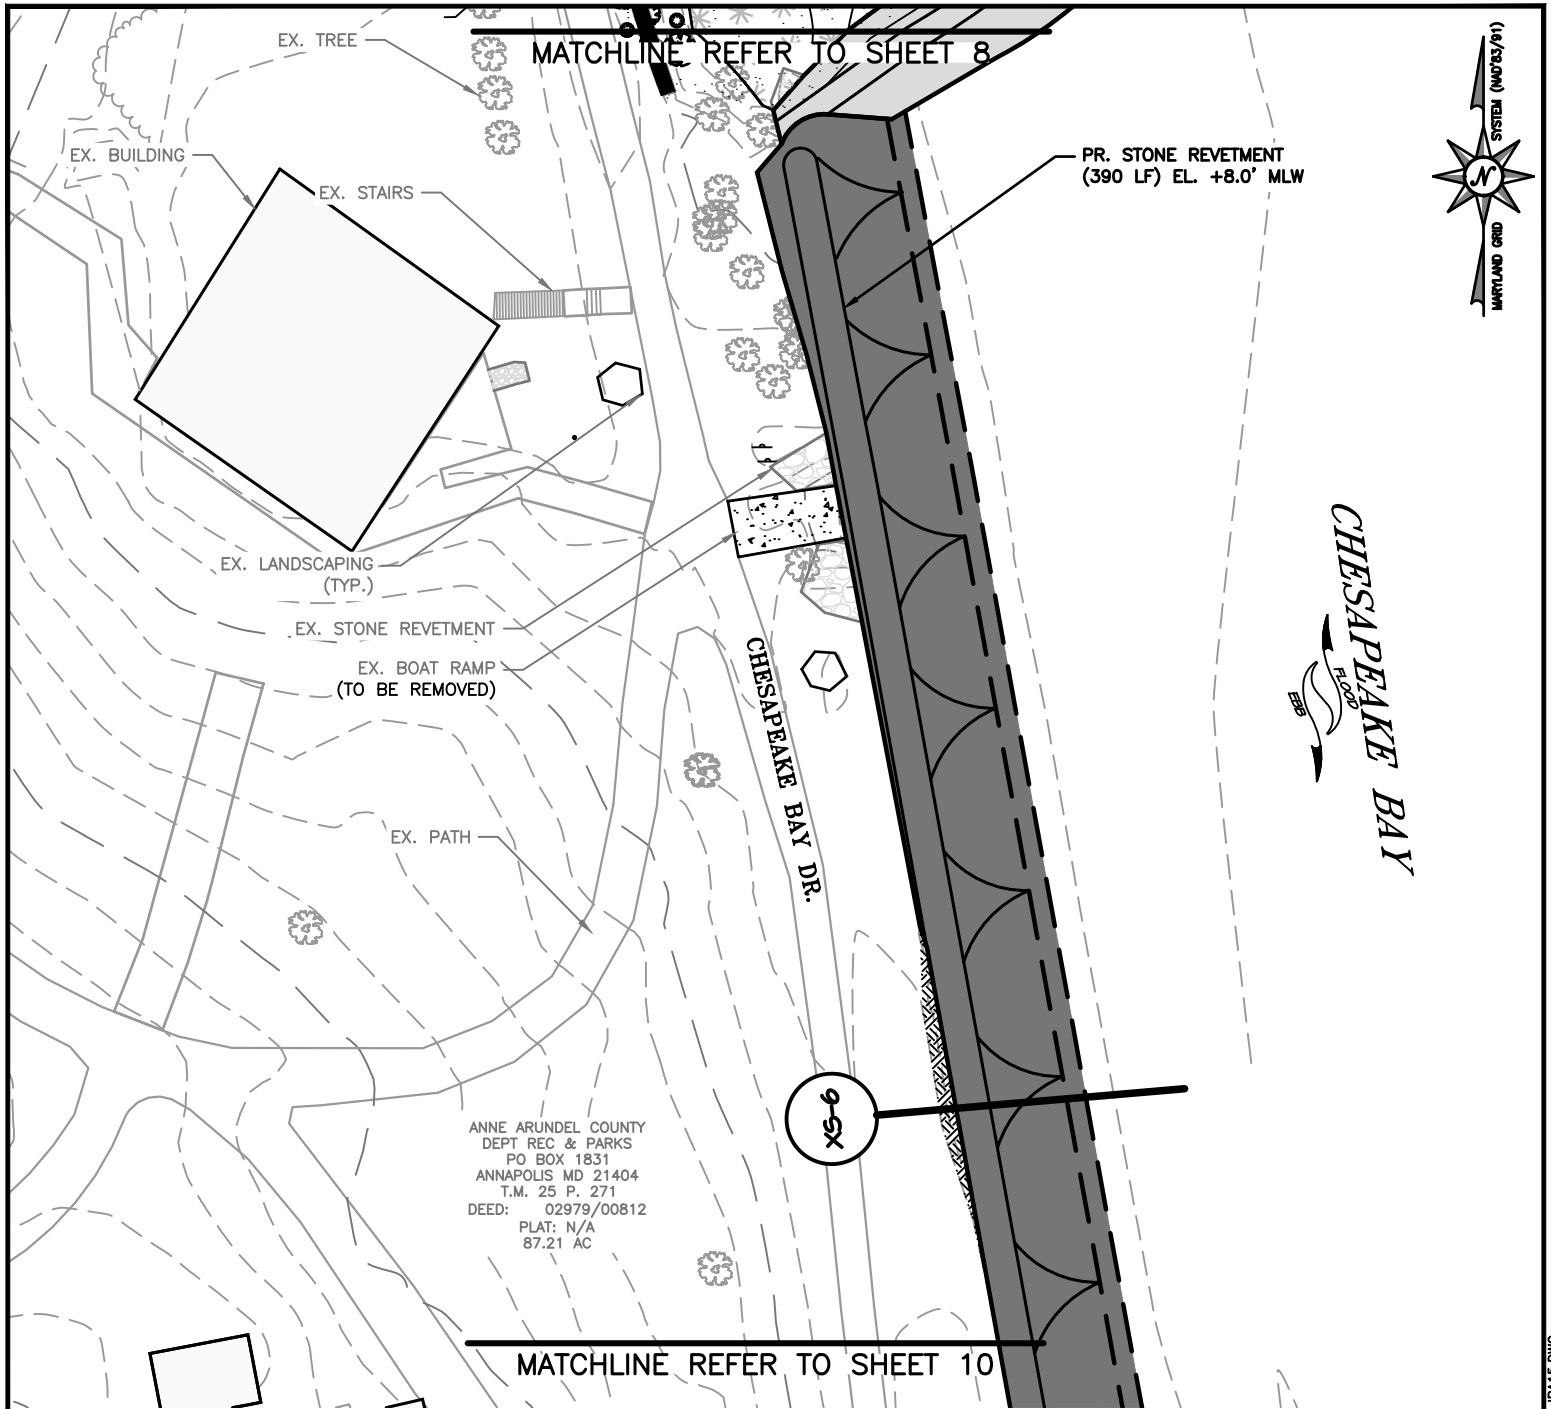 MATCHLINE REFER TO SHEET 8
EX. TREE
EX. BUILDING
EX. STAIRS
PR. STONE REVETMENT
(390 LF) EL. +8.0' MLW
SYSTEM (NAD'83/91)
N
MARYLAND GRID
EX. LANDSCAPING
(TYP.)
EX. STONE REVETMENT
EX. BOAT RAMP
(TO BE REMOVED)
CHESAPEAKE BAY DR.
CHESAPEAKE BAY
FLOOD
EBB
EX. PATH
XS-6
ANNE ARUNDEL COUNTY
DEPT REC & PARKS
PO BOX 1831
ANNAPOLIS MD 21404
T.M. 25 P. 271
DEED: 02979/00812
PLAT: N/A
87.21 AC
MATCHLINE REFER TO SHEET 10